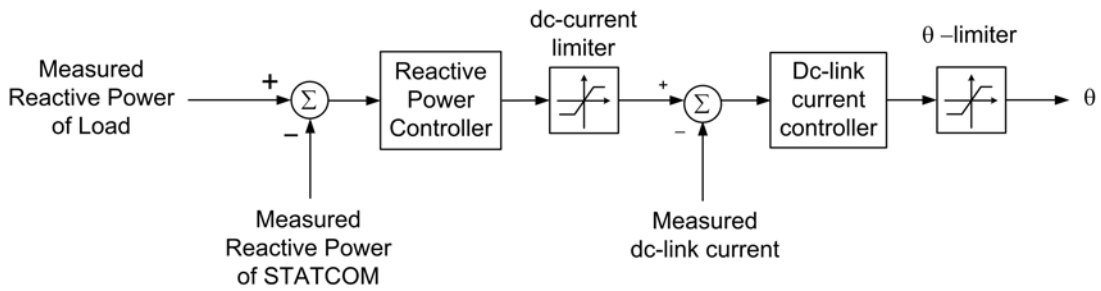 Measured
Reactive Power
of Load
+
−
Σ
Measured
Reactive Power
of STATCOM
Reactive
Power
Controller
dc-current
limiter
+
−
Σ
Measured
dc-link current
Dc-link
current
controller
θ –limiter
θ